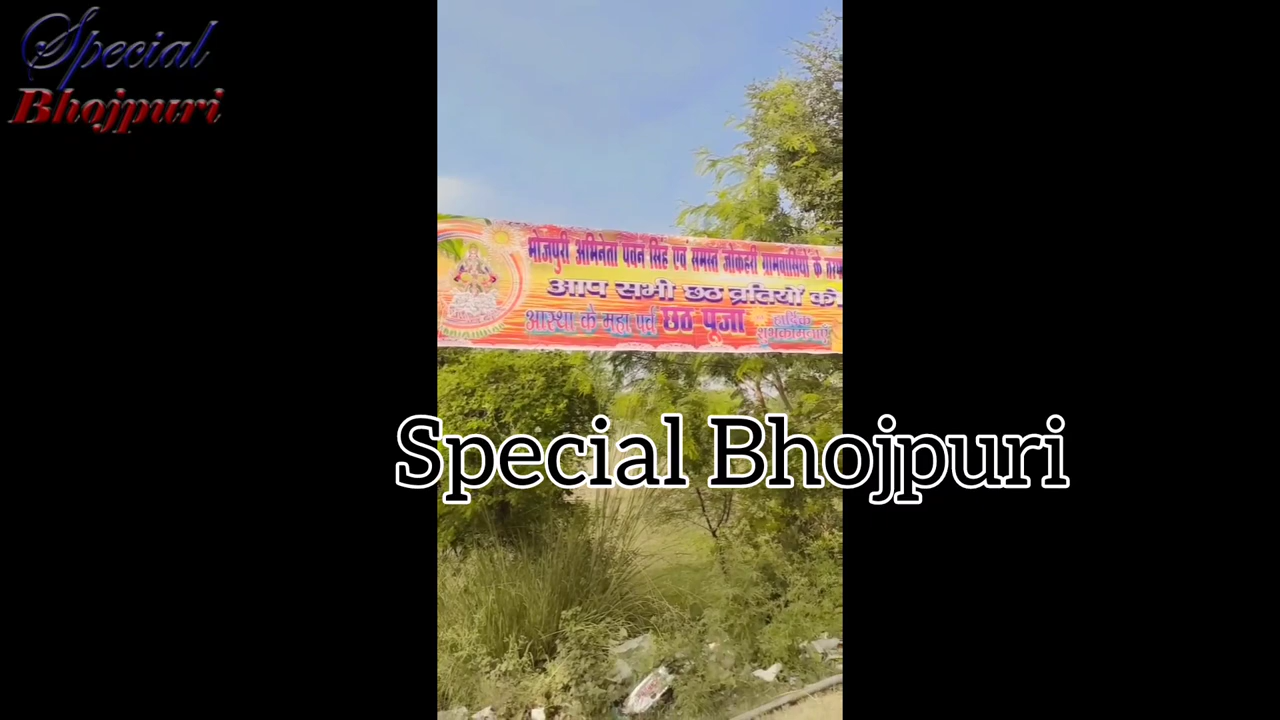 Special
Bhojpuri
भोजपुरी अभिनेता पवन सिंह एवं समस्त जोकहरी ग्रामवासियों के तरफ
आप सभी छठ व्रतियों को
आस्था के महा पर्व छठ पूजा हार्दिक
शुभकामनाएँ
Special Bhojpuri